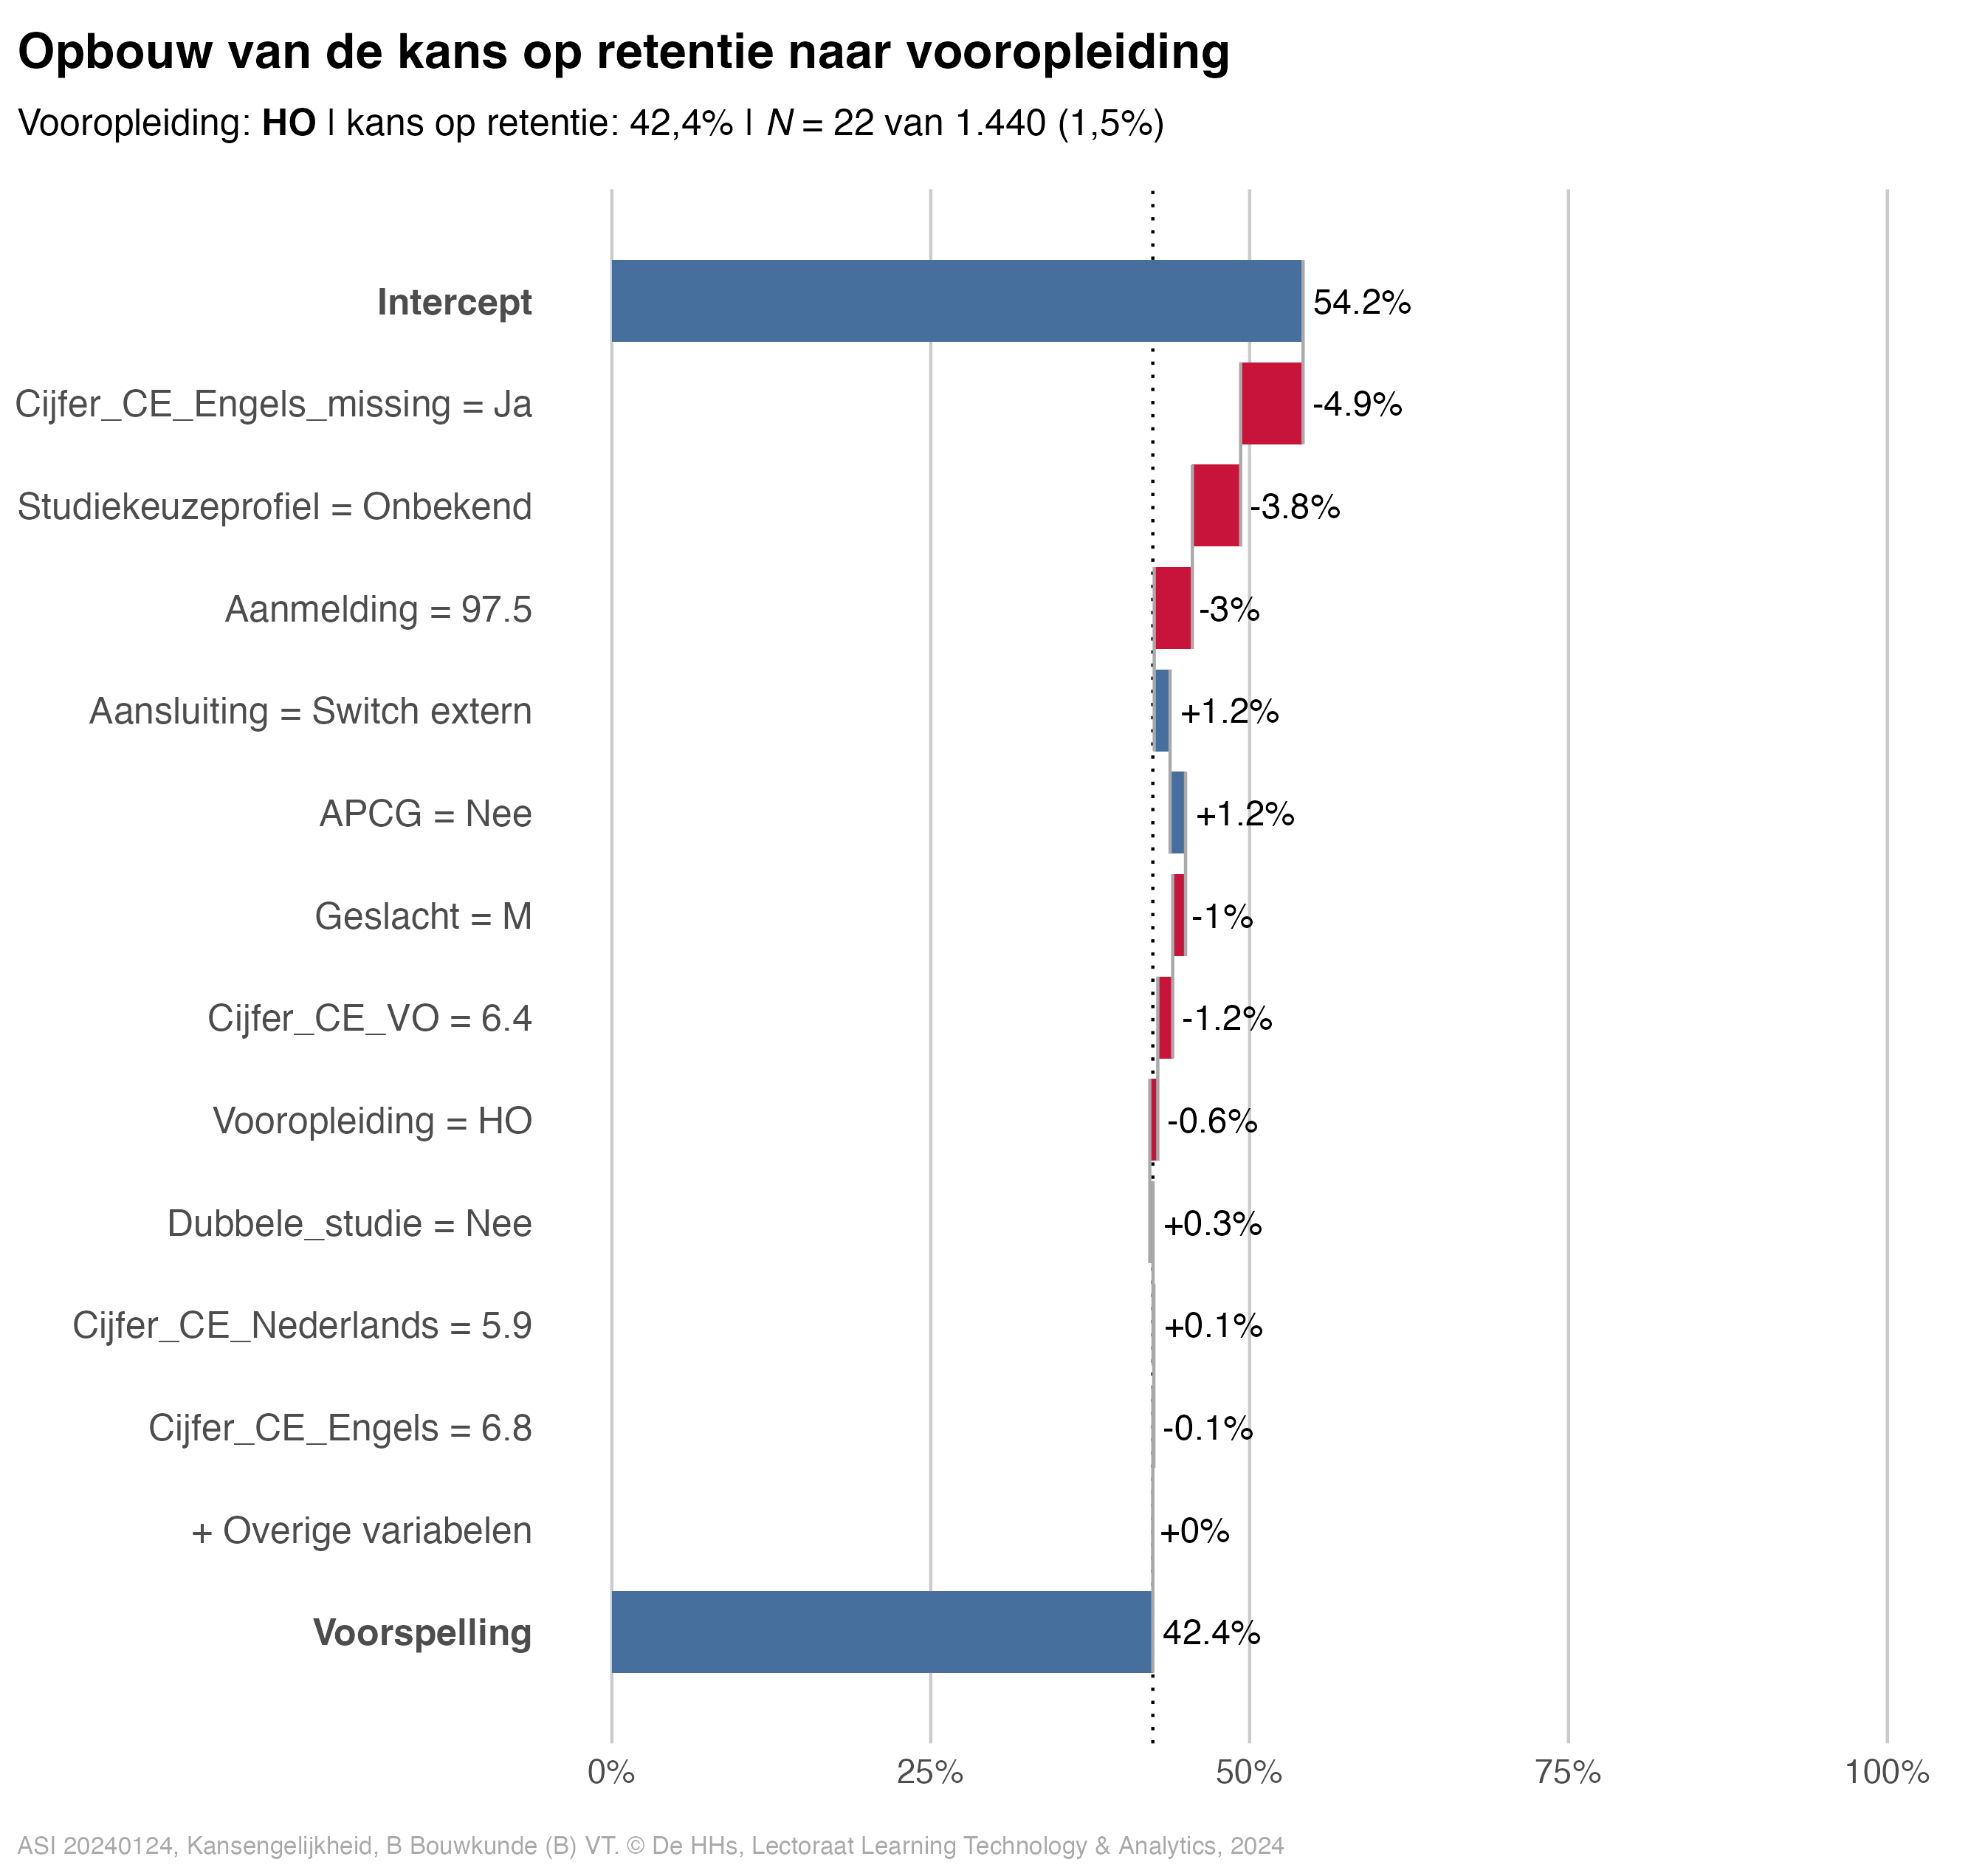 Opbouw van de kans op retentie naar vooropleiding
Vooropleiding: HO | kans op retentie: 42,4% | N = 22 van 1.440 (1,5%)
Intercept 54.2%
Cijfer_CE_Engels_missing = Ja -4.9%
Studiekeuzeprofiel = Onbekend -3.8%
Aanmelding = 97.5 -3%
Aansluiting = Switch extern +1.2%
APCG = Nee +1.2%
Geslacht = M -1%
Cijfer_CE_VO = 6.4 -1.2%
Vooropleiding = HO -0.6%
Dubbele_studie = Nee +0.3%
Cijfer_CE_Nederlands = 5.9 +0.1%
Cijfer_CE_Engels = 6.8 -0.1%
+ Overige variabelen +0%
Voorspelling 42.4%
0% 25% 50% 75% 100%
ASI 20240124, Kansengelijkheid, B Bouwkunde (B) VT. © De HHs, Lectoraat Learning Technology & Analytics, 2024